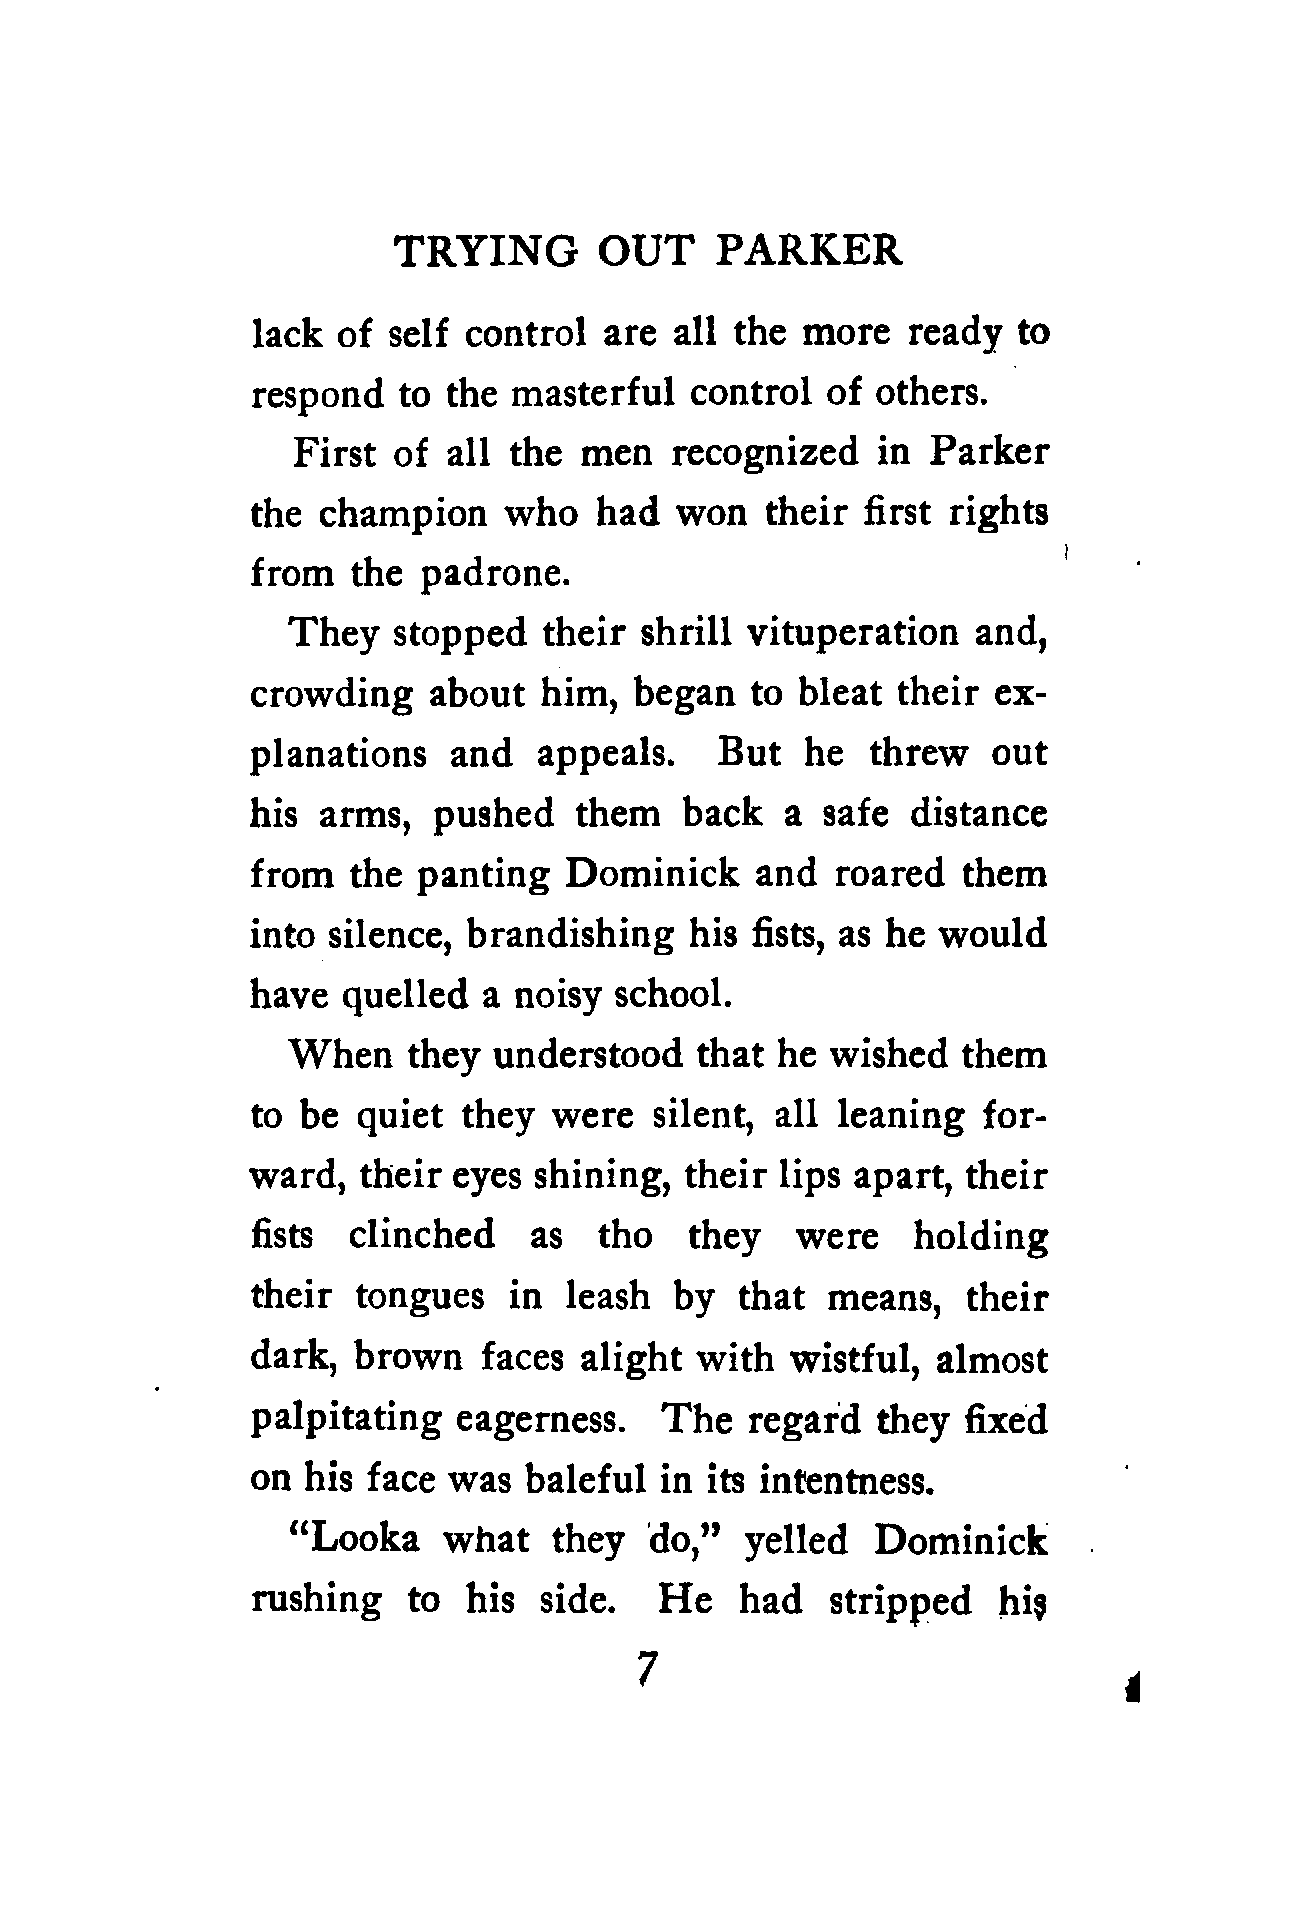 TRYING OUT PARKER
lack of self control are all the more ready to
respond to the masterful control of others.
First of all the men recognized in Parker
the champion who had won their first rights
from the padrone.
They stopped their shrill vituperation and,
crowding about him, began to bleat their ex-
planations and appeals. But he threw out
his arms, pushed them back a safe distance
from the panting Dominick and roared them
into silence, brandishing his fists, as he would
have quelled a noisy school.
When they understood that he wished them
to be quiet they were silent, all leaning for-
ward, their eyes shining, their lips apart, their
fists clinched as tho they were holding
their tongues in leash by that means, their
dark, brown faces alight with wistful, almost
palpitating eagerness. The regard they fixed
on his face was baleful in its intentness.
“Looka what they do,” yelled Dominick
rushing to his side. He had stripped his
7